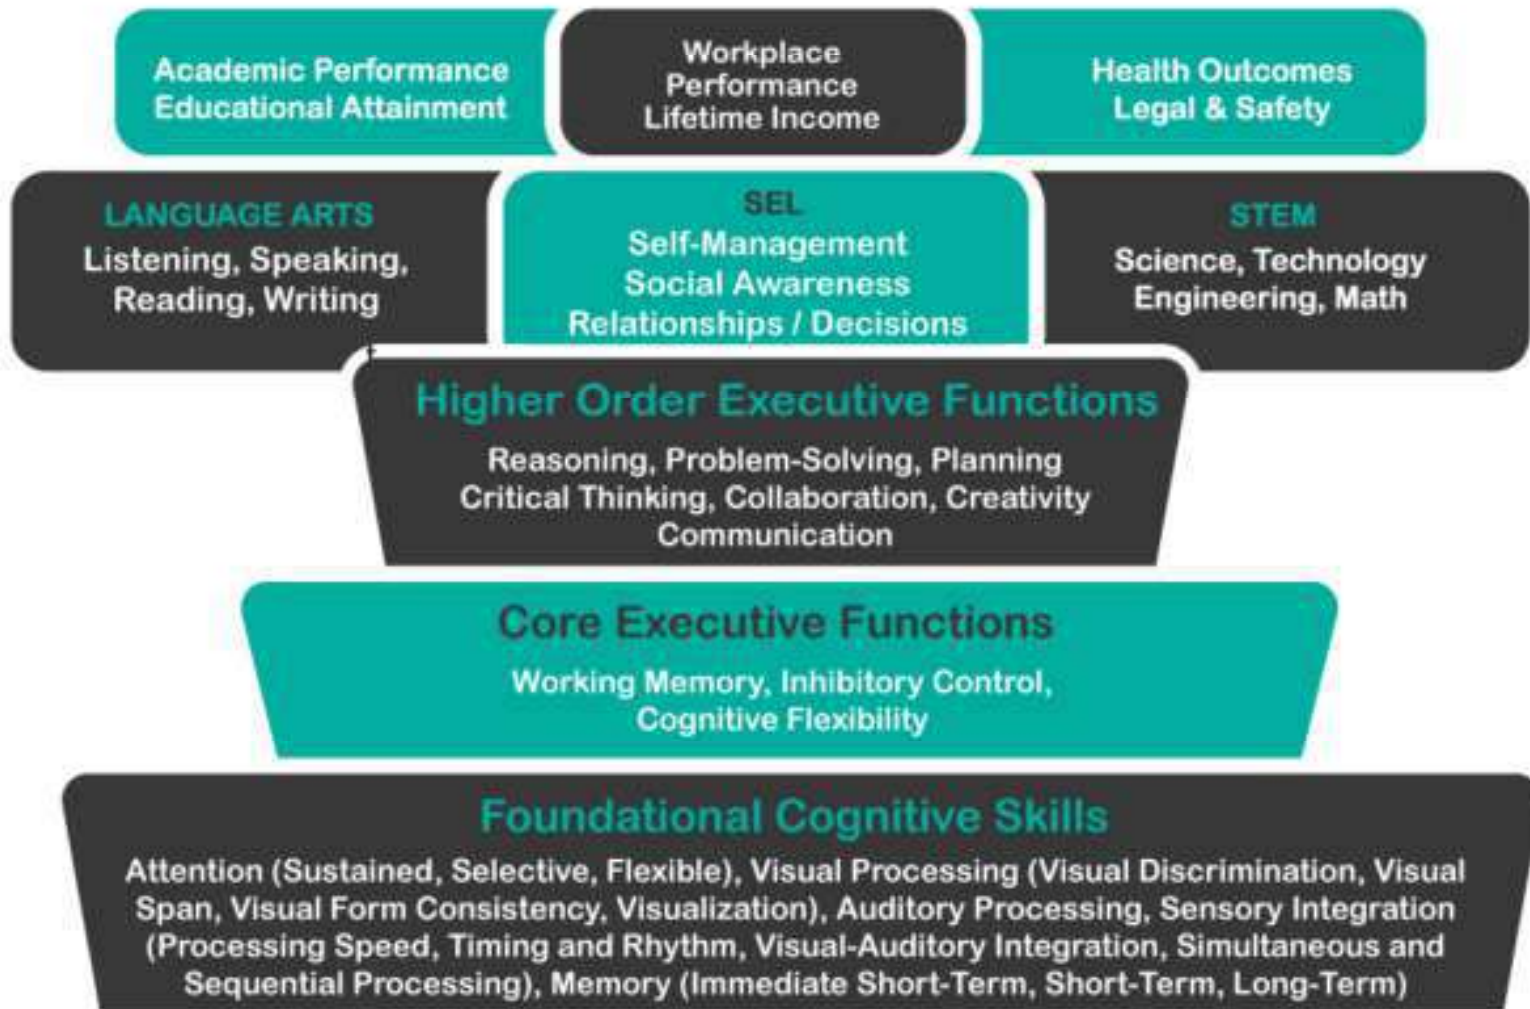 Academic Performance
Educational Attainment
Workplace
Performance
Lifetime Income
Health Outcomes
Legal & Safety
LANGUAGE ARTS
Listening, Speaking,
Reading, Writing
SEL
Self-Management
Social Awareness
Relationships / Decisions
STEM
Science, Technology
Engineering, Math
Higher Order Executive Functions
Reasoning, Problem-Solving, Planning
Critical Thinking, Collaboration, Creativity
Communication
Core Executive Functions
Working Memory, Inhibitory Control,
Cognitive Flexibility
Foundational Cognitive Skills
Attention (Sustained, Selective, Flexible), Visual Processing (Visual Discrimination, Visual
Span, Visual Form Consistency, Visualization), Auditory Processing, Sensory Integration
(Processing Speed, Timing and Rhythm, Visual-Auditory Integration, Simultaneous and
Sequential Processing), Memory (Immediate Short-Term, Short-Term, Long-Term)